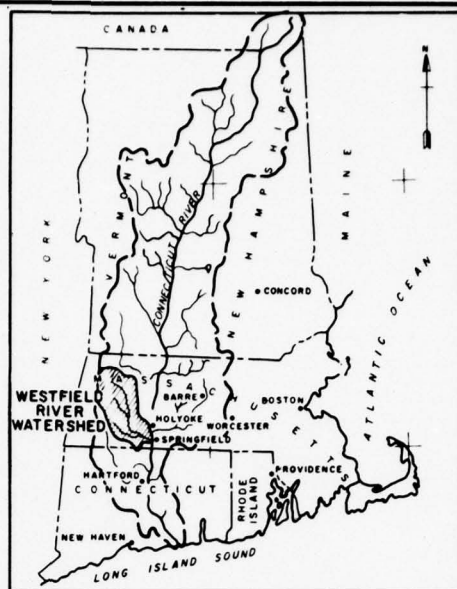 CANADA
N
NEW YORK
VERMONT
CONNECTICUT RIVER
NEW HAMPSHIRE
MAINE
CONCORD
ATLANTIC OCEAN
MASSACHUSETTS
BARRE
BOSTON
WESTFIELD
RIVER
WATERSHED
HOLYOKE
WORCESTER
SPRINGFIELD
PROVIDENCE
HARTFORD
CONNECTICUT
RHODE
ISLAND
NEW HAVEN
LONG ISLAND SOUND